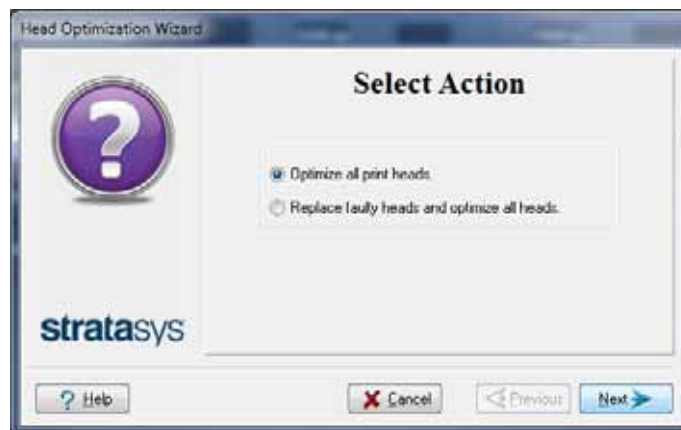 Head Optimization Wizard
Select Action
Optimize all print heads.
Replace faulty heads and optimize all heads.
stratasys
? Help
Cancel
Previous
Next